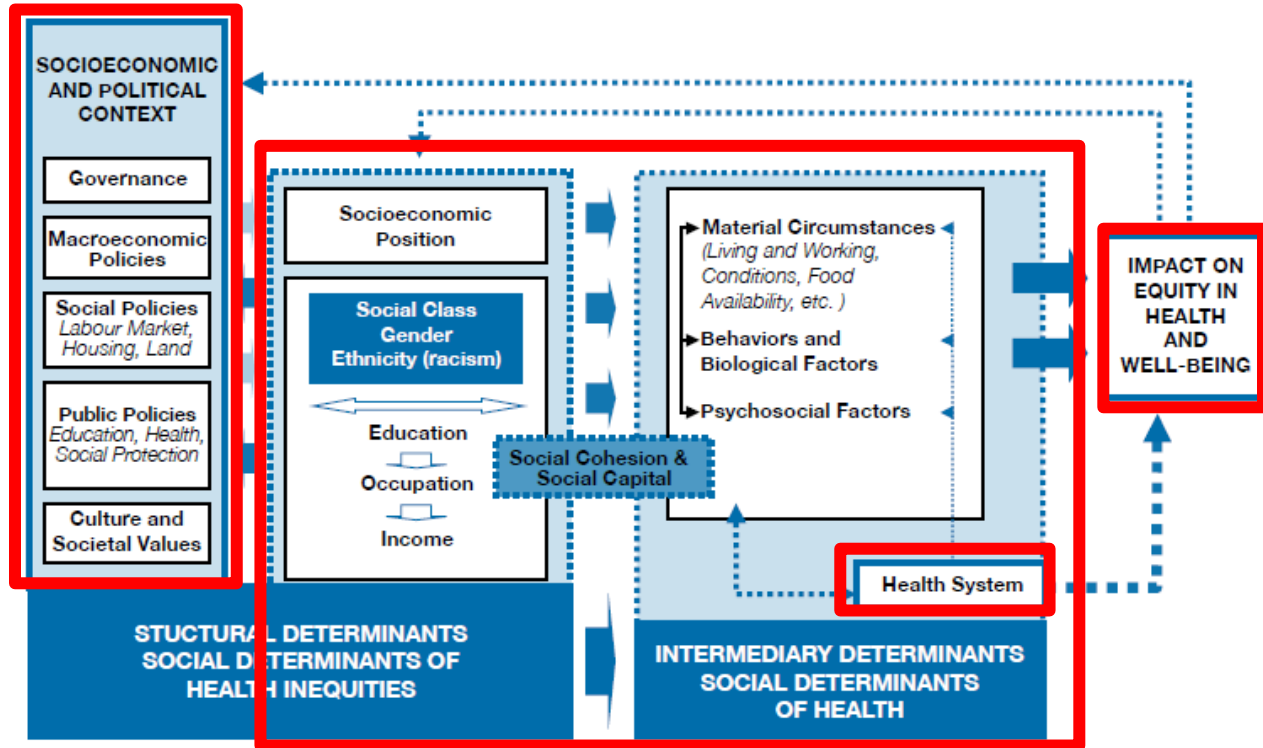 SOCIOECONOMIC
AND POLITICAL
CONTEXT
Governance
Macroeconomic
Policies
Social Policies
Labour Market,
Housing, Land
Public Policies
Education, Health,
Social Protection
Culture and
Societal Values
Socioeconomic
Position
Social Class
Gender
Ethnicity (racism)
Education
Occupation
Income
STUCTURAL DETERMINANTS
SOCIAL DETERMINANTS OF
HEALTH INEQUITIES
Social Cohesion &
Social Capital
Material Circumstances
(Living and Working,
Conditions, Food
Availability, etc. )
Behaviors and
Biological Factors
Psychosocial Factors
Health System
INTERMEDIARY DETERMINANTS
SOCIAL DETERMINANTS
OF HEALTH
IMPACT ON
EQUITY IN
HEALTH
AND
WELL-BEING